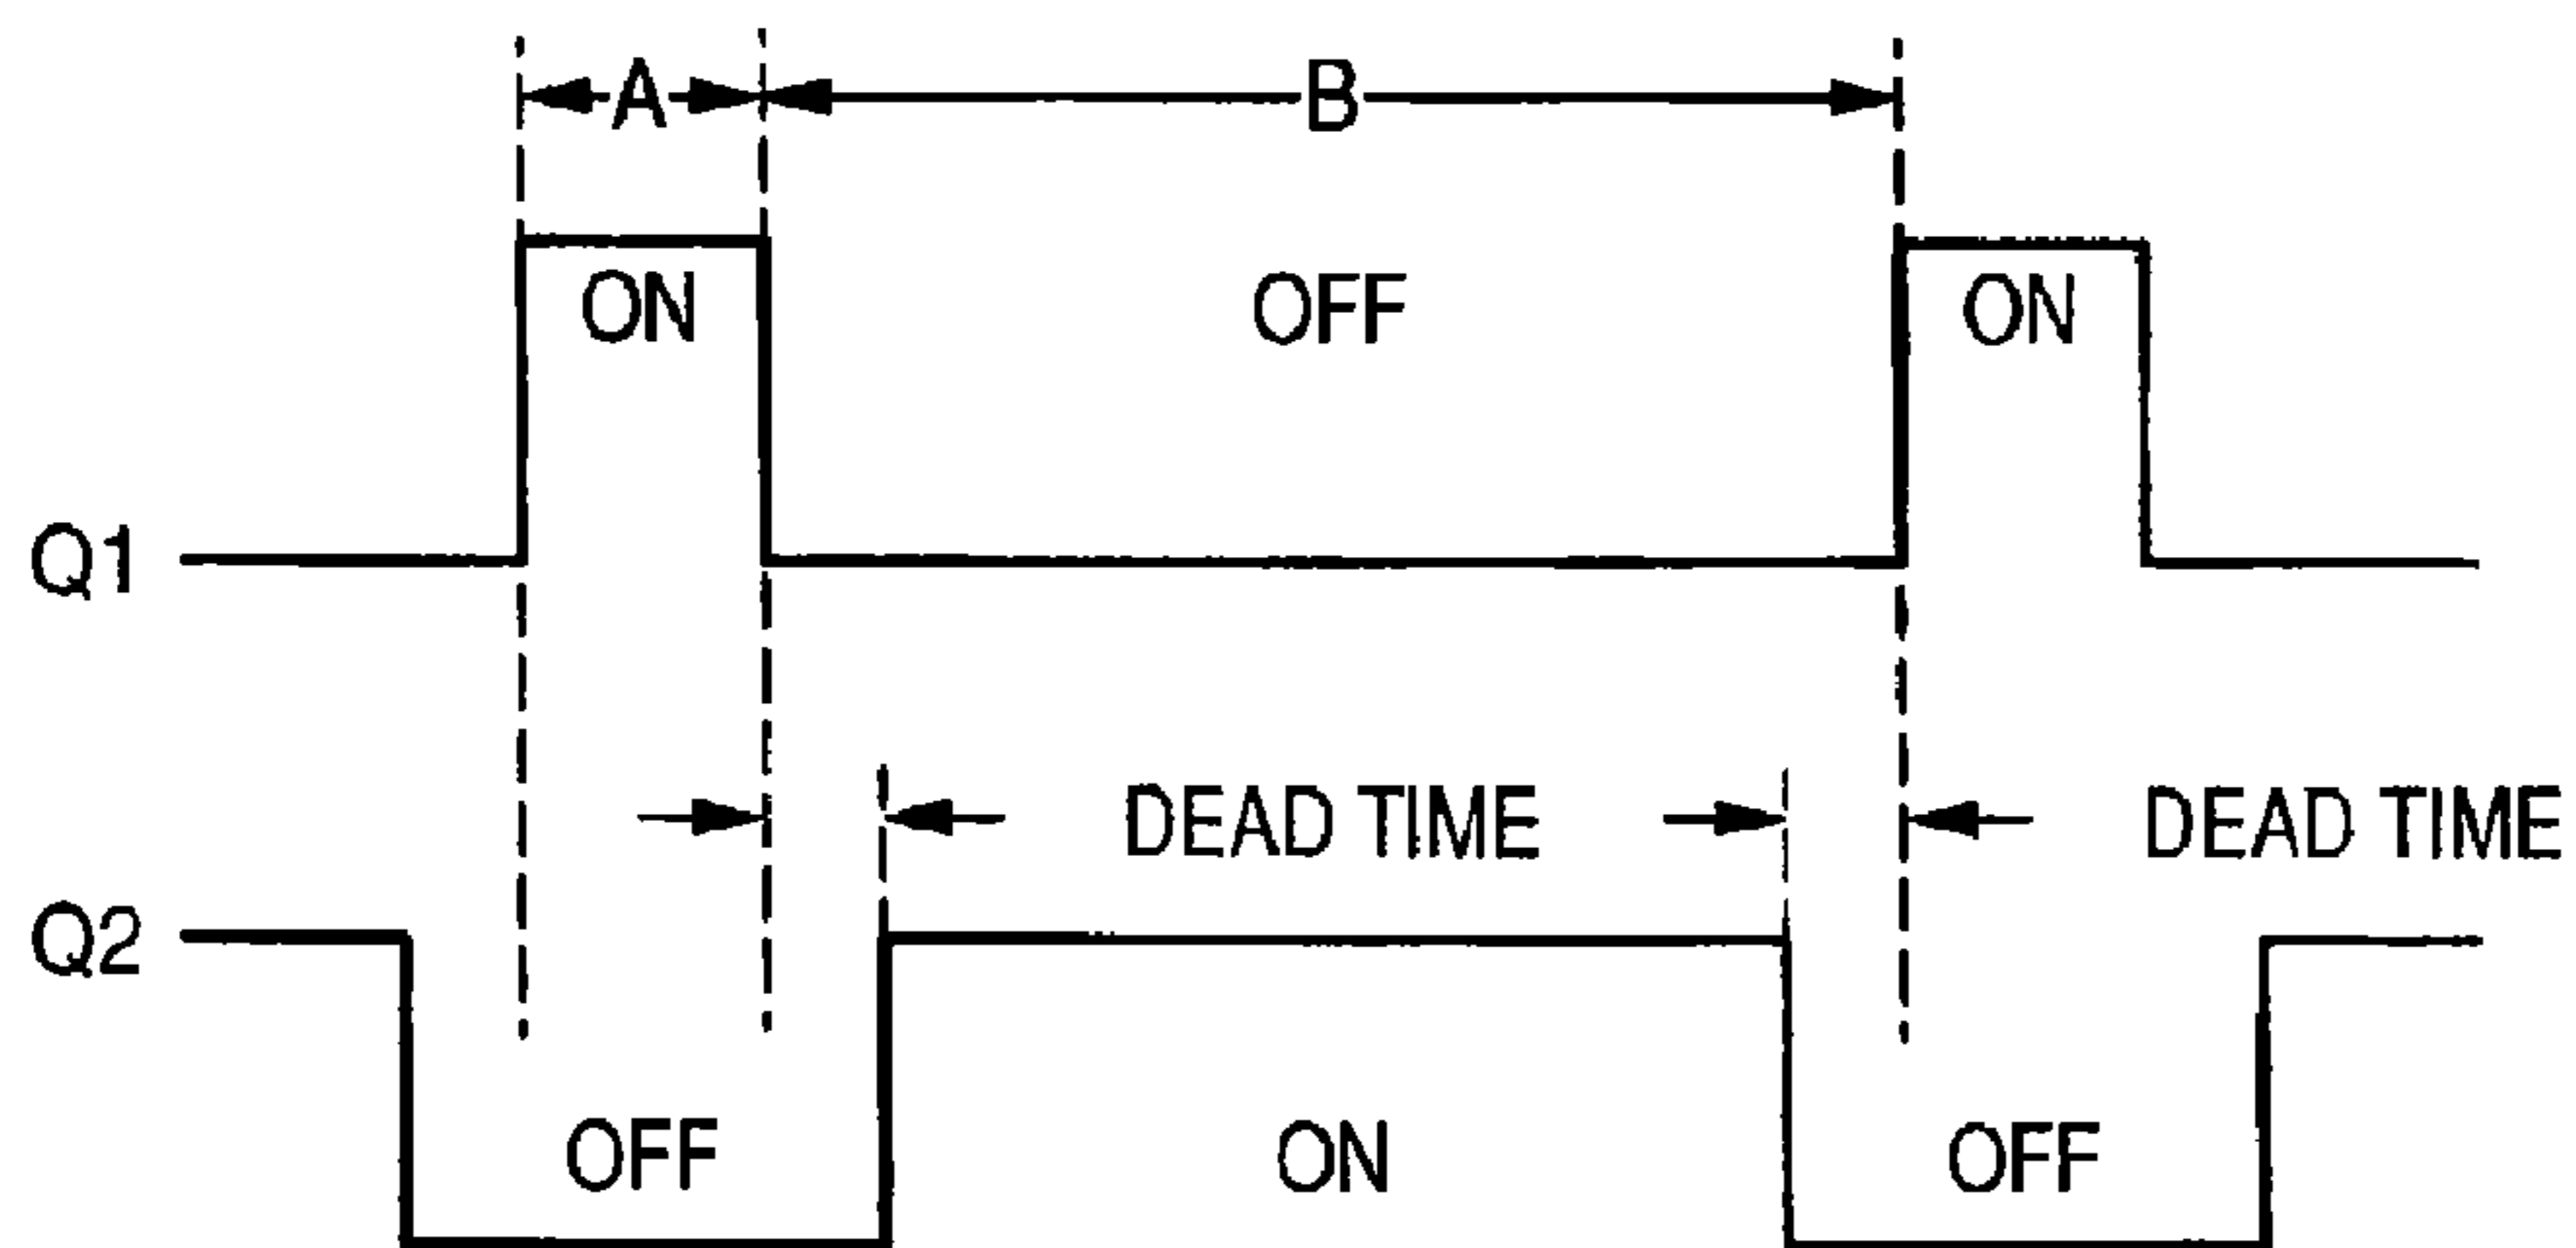 A B
ON OFF ON
Q1
DEAD TIME DEAD TIME
Q2
OFF ON OFF